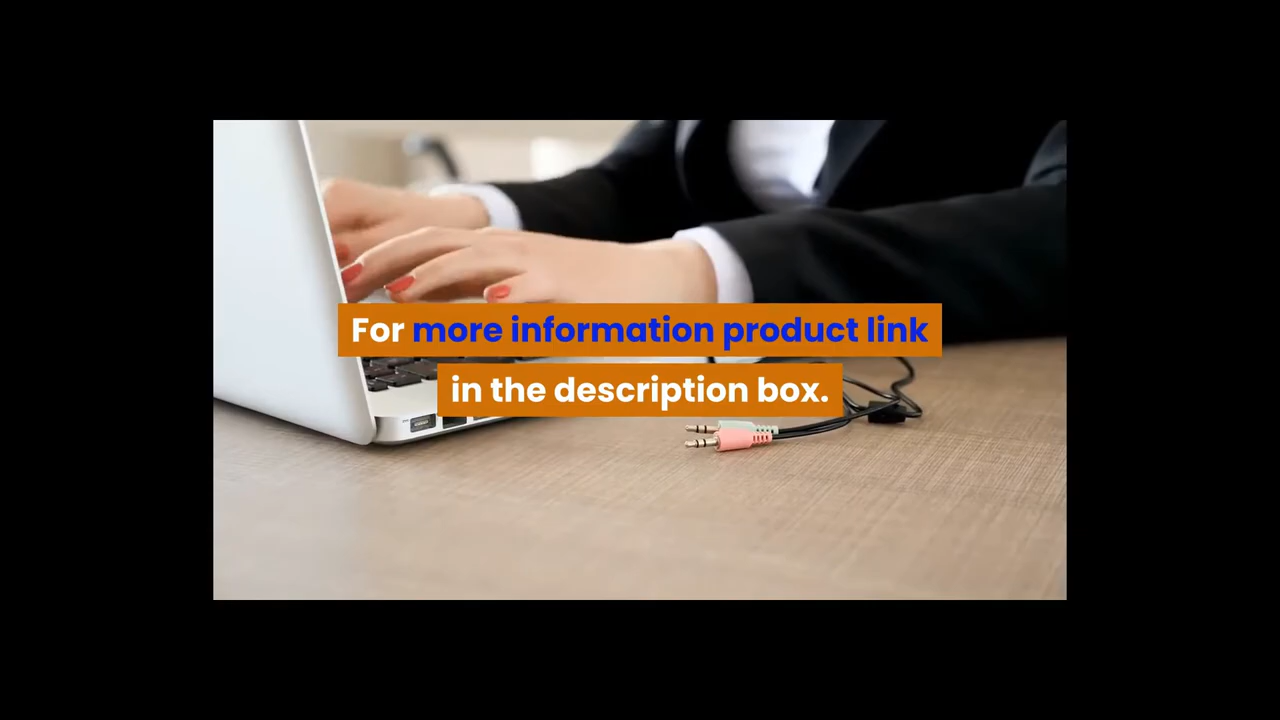 For more information product link
in the description box.